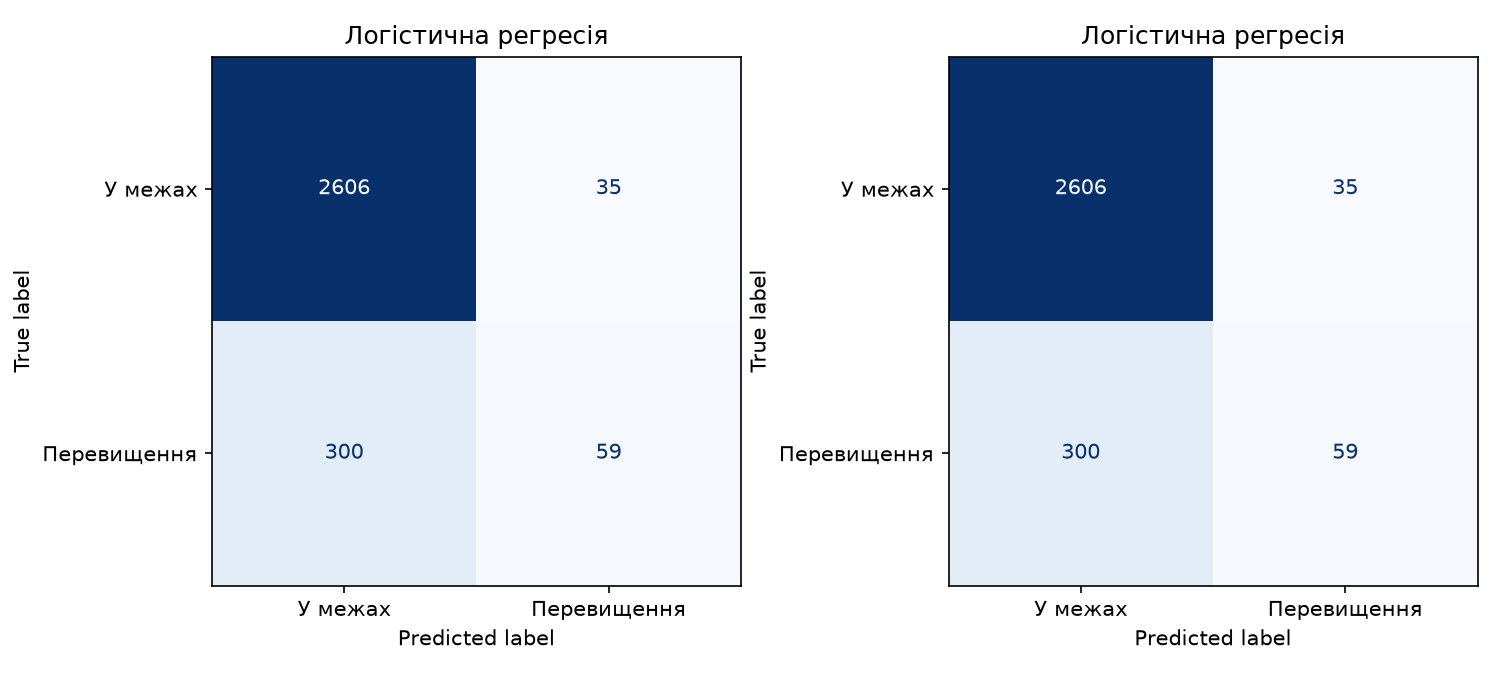 Логістична регресія
У межах
2606
35
True label
Перевищення
300
59
У межах
Перевищення
Predicted label
Логістична регресія
У межах
2606
35
True label
Перевищення
300
59
У межах
Перевищення
Predicted label